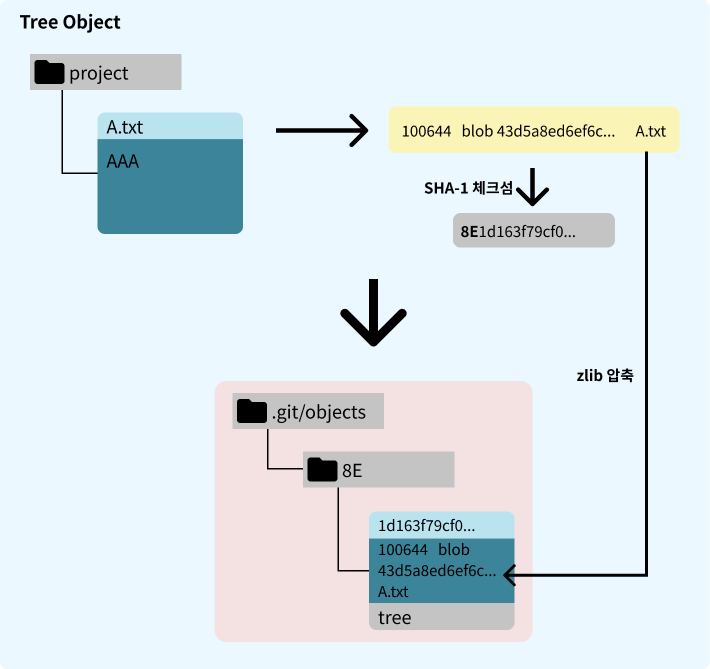 Tree Object
project
A.txt
AAA
100644 blob 43d5a8ed6ef6c... A.txt
SHA-1 체크섬
8E1d163f79cf0...
zlib 압축
.git/objects
8E
1d163f79cf0...
100644 blob
43d5a8ed6ef6c...
A.txt
tree